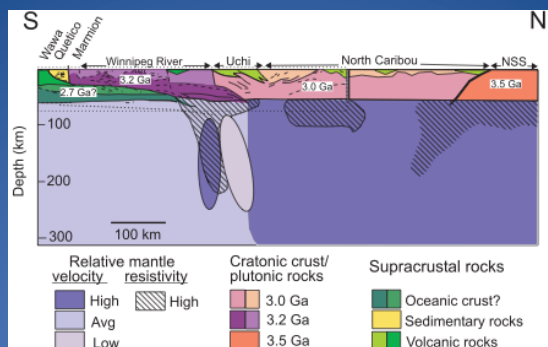 S
N
Wawa
Quetico
Marmion
Winnipeg River
Uchi
North Caribou
NSS
3.2 Ga
2.7 Ga?
3.0 Ga
3.5 Ga
Depth (km)
100
200
300
100 km
Relative mantle
velocity resistivity
High
Avg
Low
High
Cratonic crust/
plutonic rocks
3.0 Ga
3.2 Ga
3.5 Ga
Supracrustal rocks
Oceanic crust?
Sedimentary rocks
Volcanic rocks